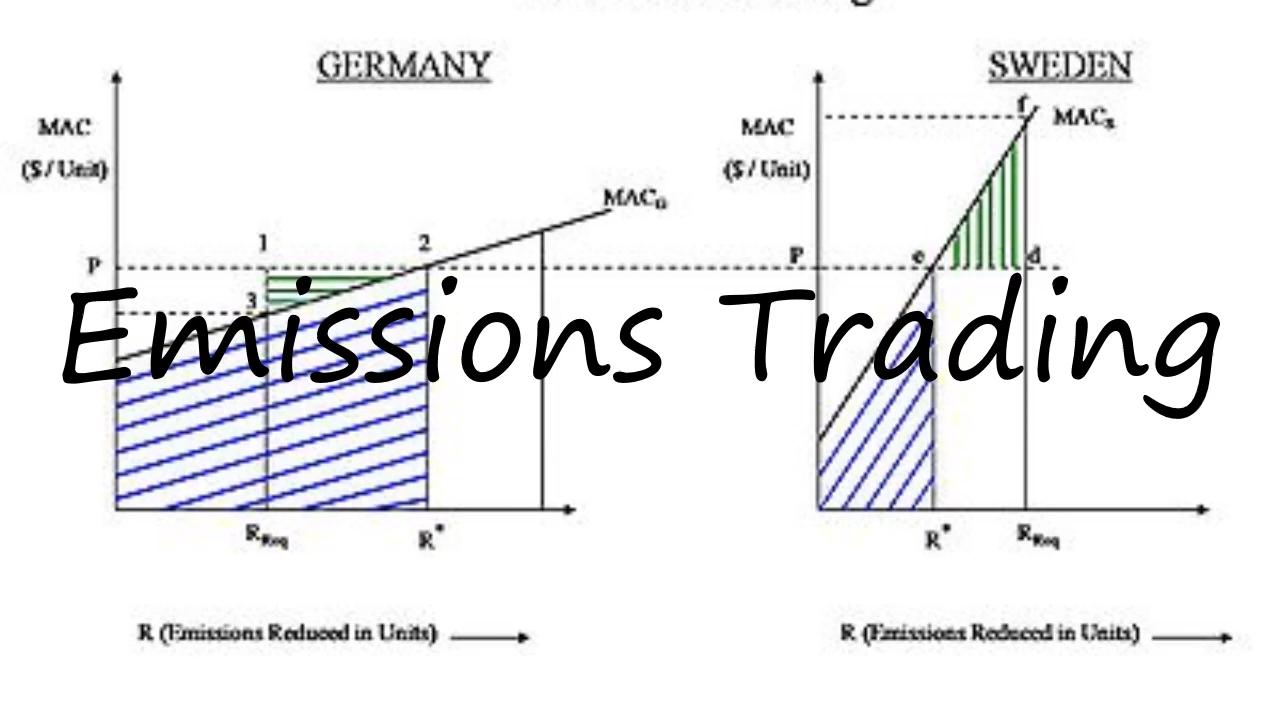 GERMANY
SWEDEN
MAC
($ / Unit)
MAC_G
1
2
P
3
R_Req
R*
R (Emissions Reduced in Units)
MAC
($ / Unit)
f
MAC_S
P
e
d
R*
R_Req
R (Emissions Reduced in Units)
Emissions Trading